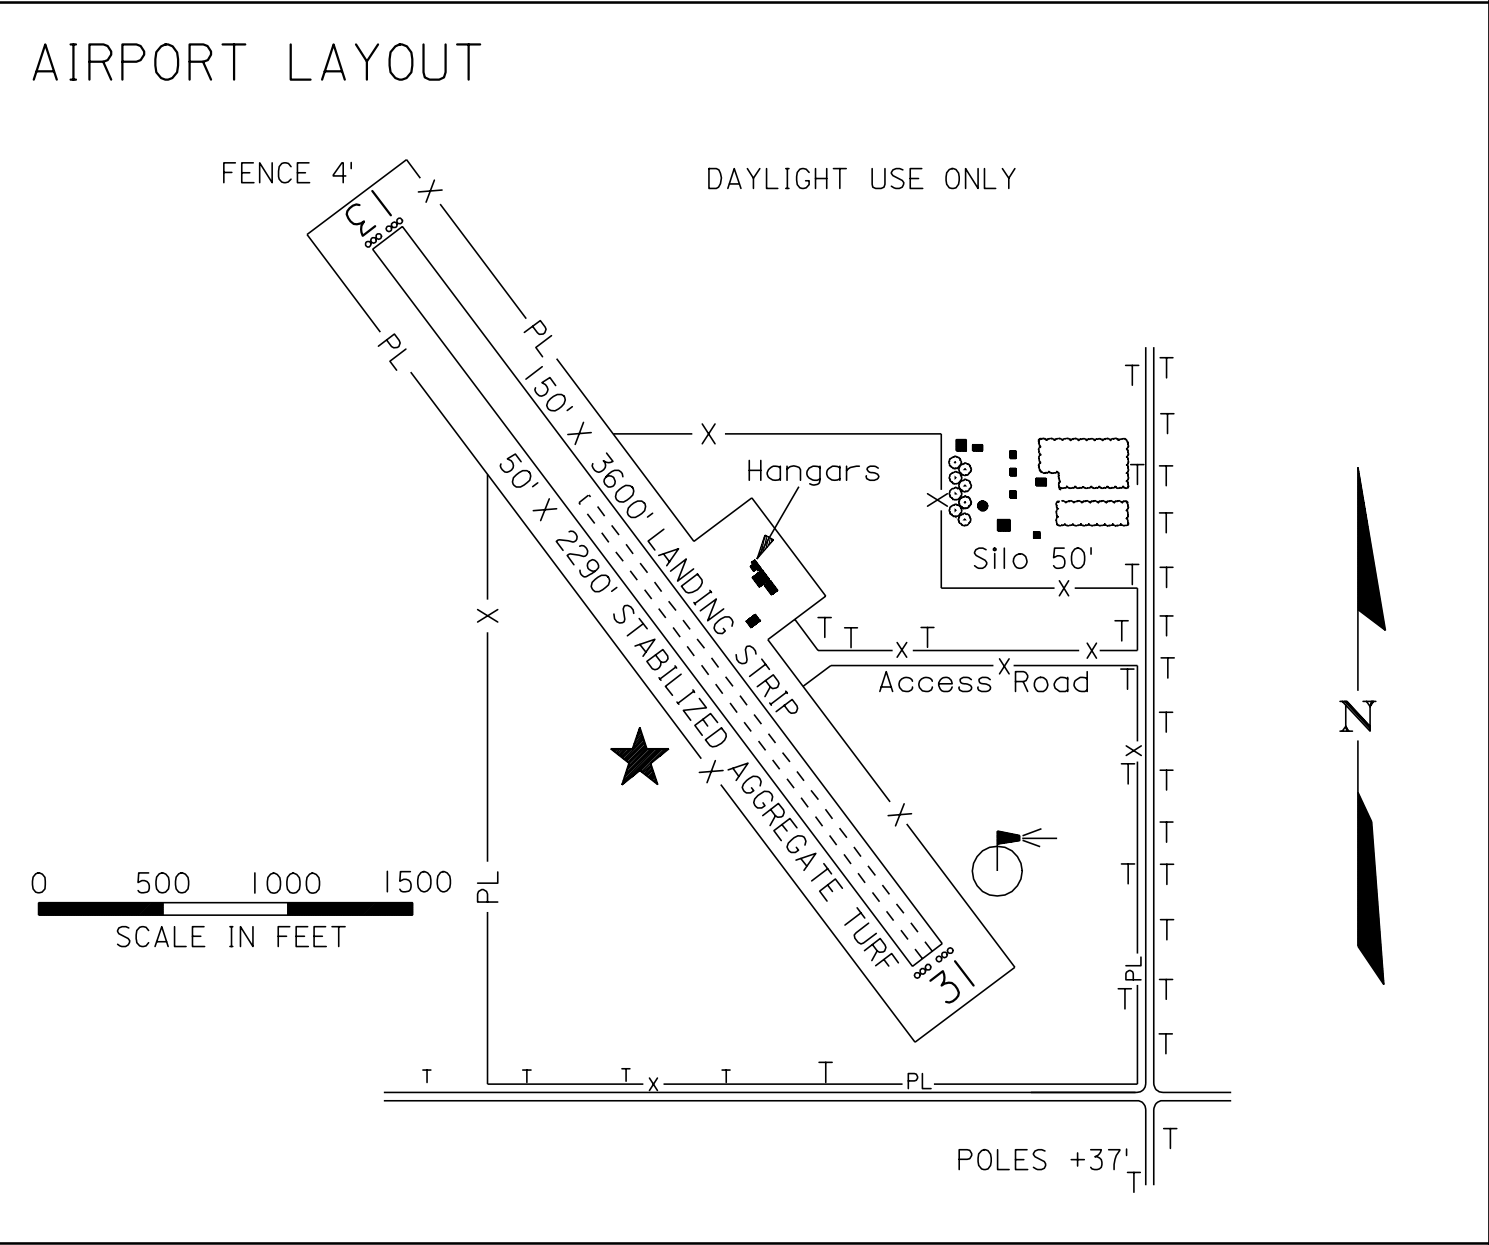 AIRPORT LAYOUT
FENCE 4'
DAYLIGHT USE ONLY
13
X
PL
PL
150' X 3600' LANDING STRIP
50' X 2290' STABILIZED AGGREGATE TURF
X
Hangars
X
Silo 50'
X
T T
T
T T
T
T T
T T T T T
X X
X
Access Road
T T
X
T
X
T T
X
T
T T
N
0 500 1000 1500
SCALE IN FEET
PL
31
T
PL
T T
T
T T T T T
X
PL
POLES +37'
T
T